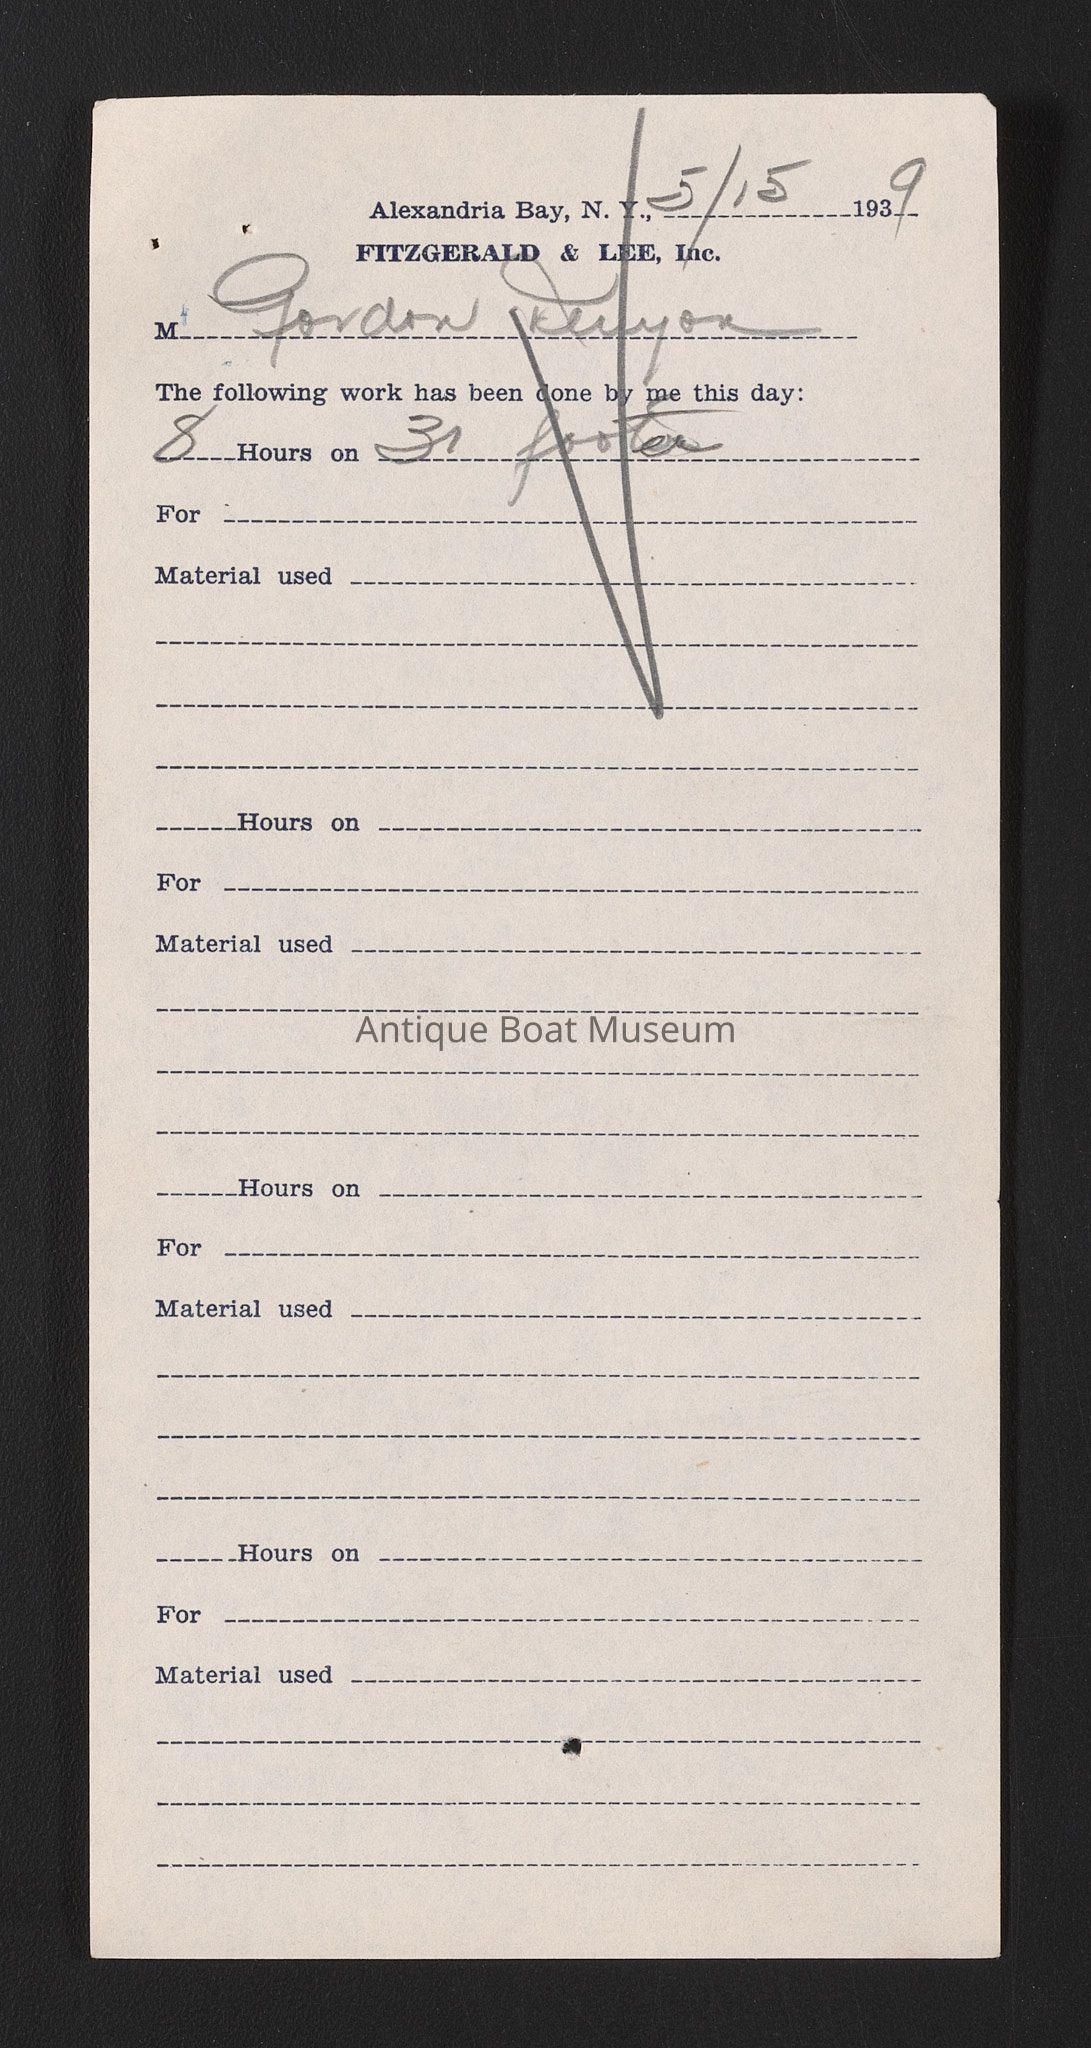 Alexandria Bay, N. Y., 5/15 1939
FITZGERALD & LEE, Inc.
M Gordon Kenyon
The following work has been done by me this day:
8 Hours on 31 footer
For
Material used
Hours on
For
Material used
Antique Boat Museum
Hours on
For
Material used
Hours on
For
Material used